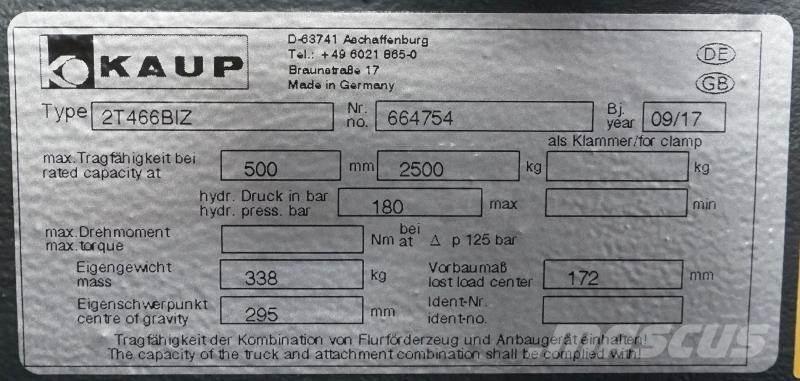 KAUP
D-63741 Aschaffenburg
Tel.: +49 6021 865-0
Braunstraße 17
Made in Germany
DE
GB
Type 2T466BIZ Nr. no. 664754 Bj. year 09/17
als Klammer/for clamp
max.Tragfähigkeit bei
rated capacity at 500 mm 2500 kg kg
hydr. Druck in bar
hydr. press. bar 180 max min
max.Drehmoment
max.torque Nm bei at Δ p 125 bar
Eigengewicht
mass 338 kg
Vorbaumaß
lost load center 172 mm
Eigenschwerpunkt
centre of gravity 295 mm
Ident-Nr.
ident-no.
Tragfähigkeit der Kombination von Flurförderzeug und Anbaugerät einhalten!
The capacity of the truck and attachment combination shall be complied with!
MASCUS